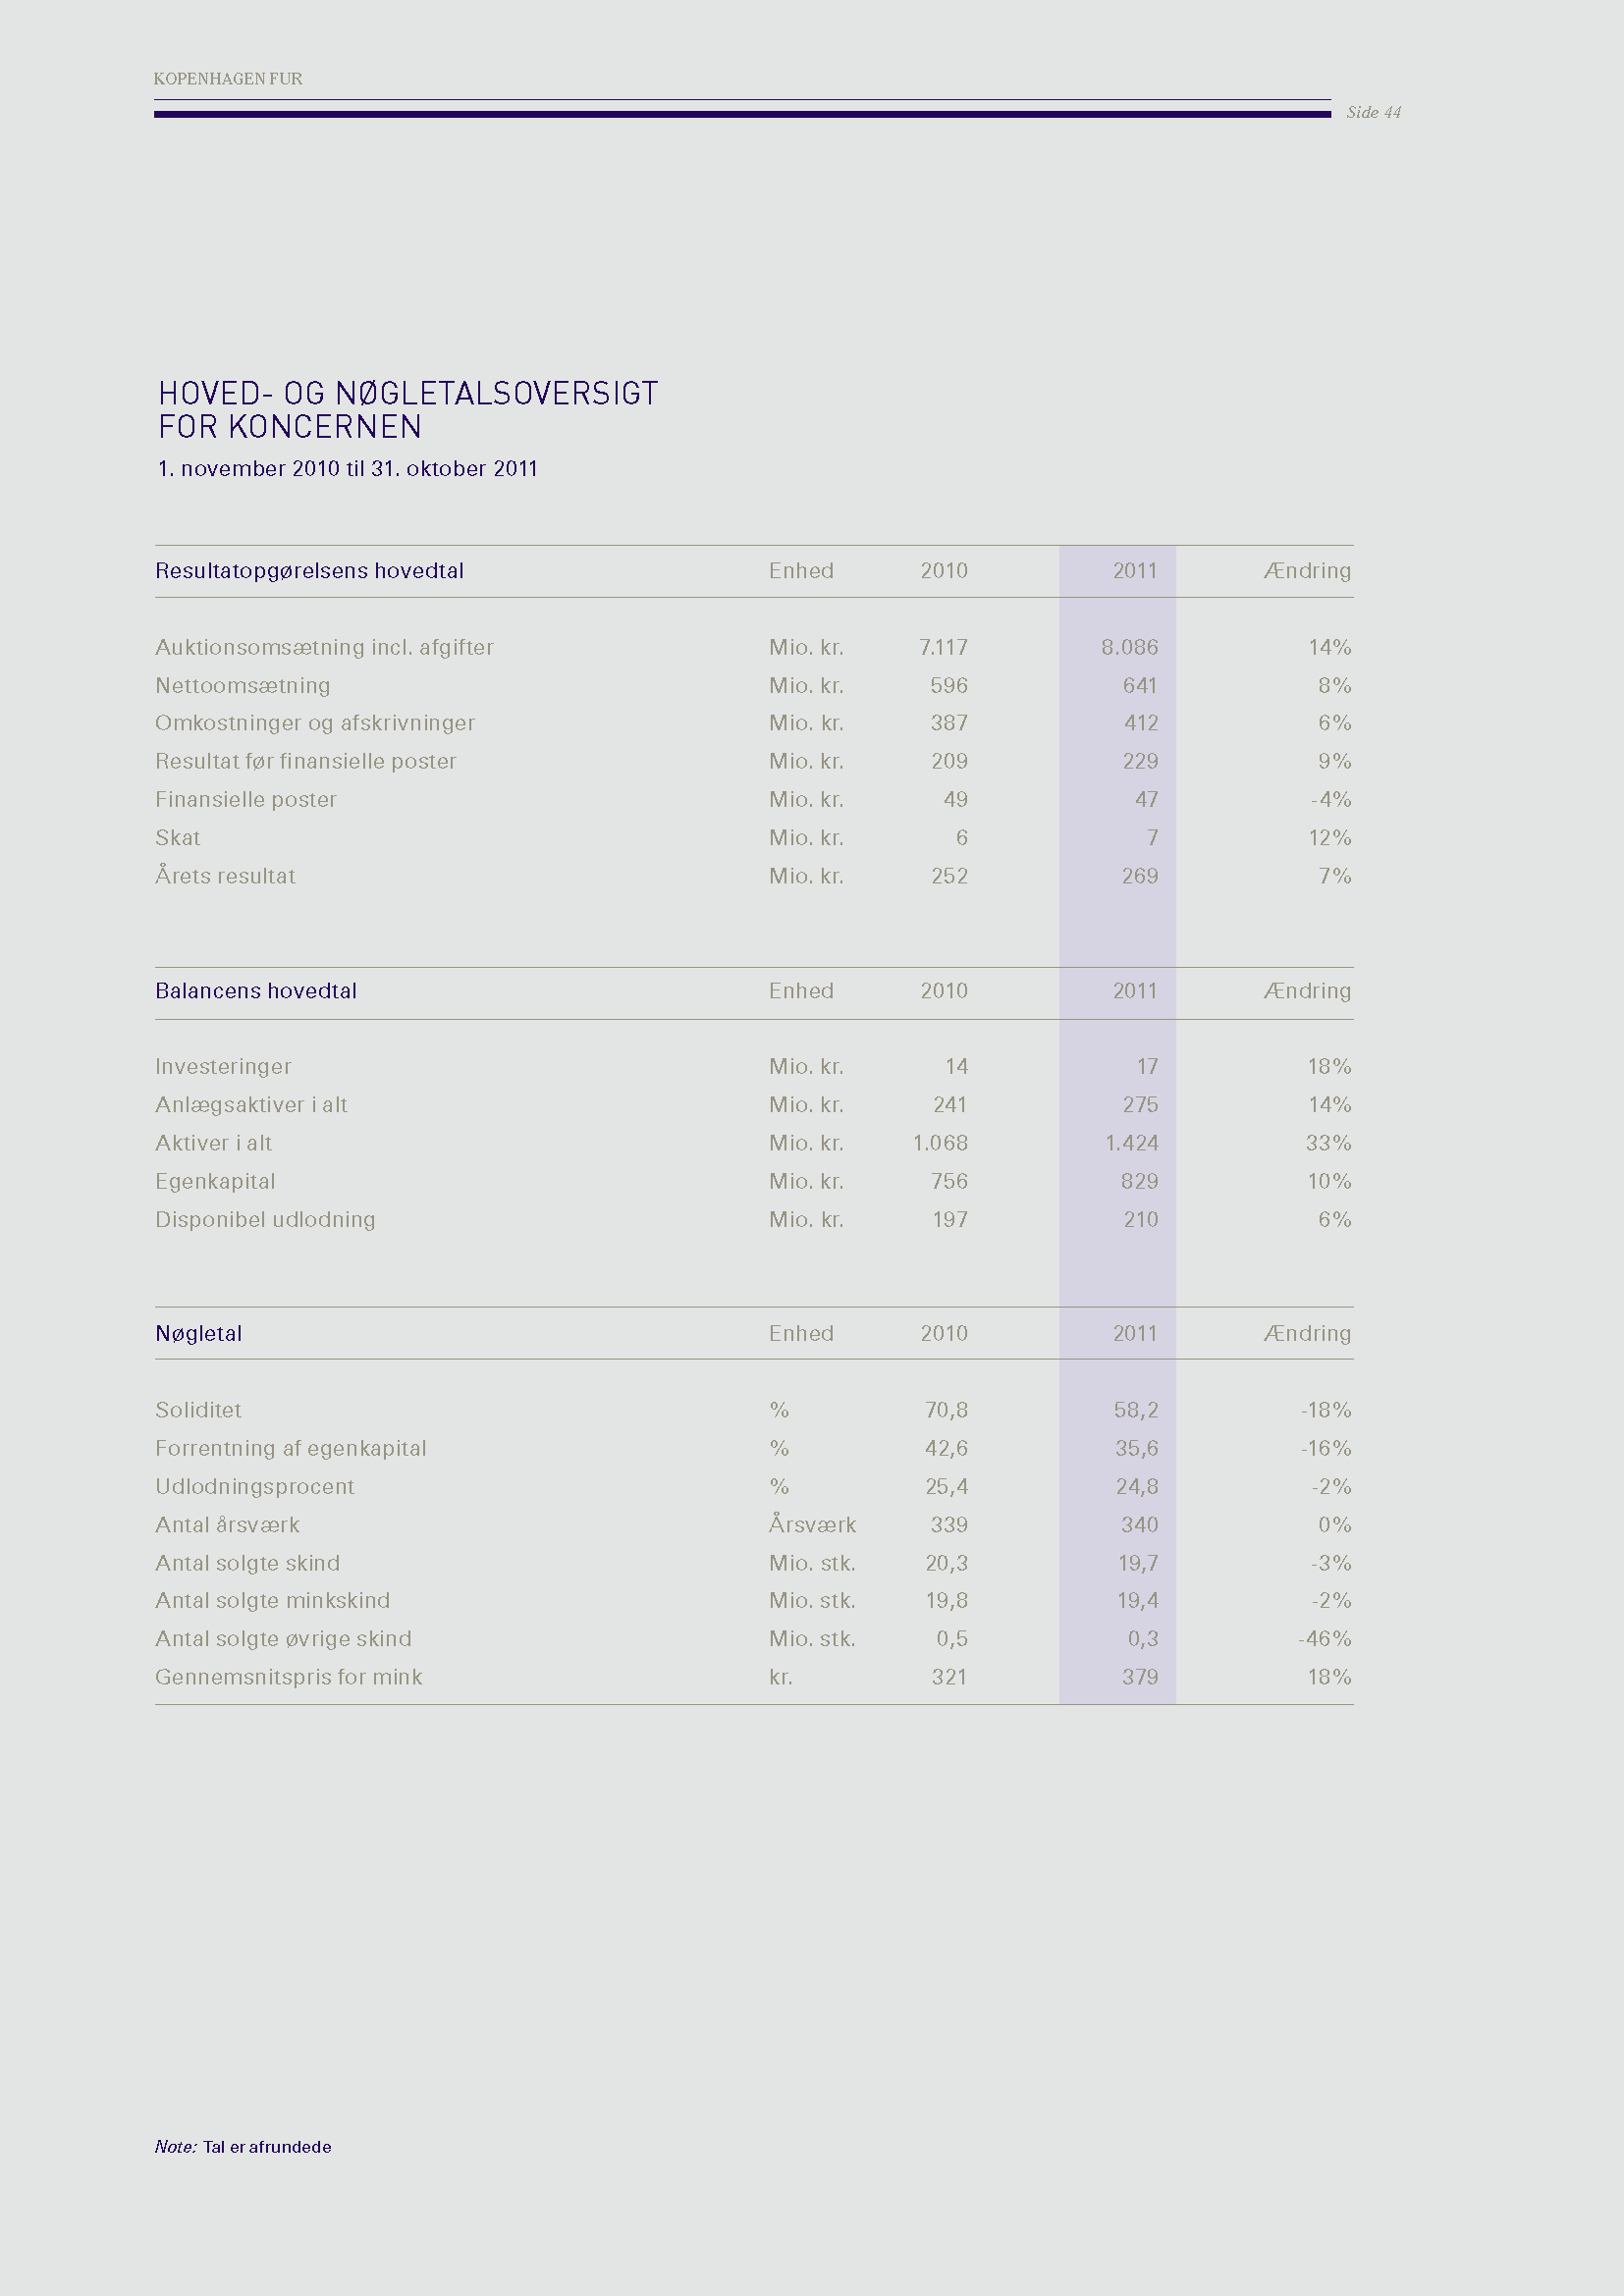 KOPENHAGEN FUR
Side 44
HOVED- OG NØGLETALSOVERSIGT
FOR KONCERNEN
1. november 2010 til 31. oktober 2011
Resultatopgørelsens hovedtal Enhed 2010 2011 Ændring
Auktionsomsætning incl. afgifter Mio. kr. 7.117 8.086 14%
Nettoomsætning Mio. kr. 596 641 8%
Omkostninger og afskrivninger Mio. kr. 387 412 6%
Resultat før finansielle poster Mio. kr. 209 229 9%
Finansielle poster Mio. kr. 49 47 -4%
Skat Mio. kr. 6 7 12%
Årets resultat Mio. kr. 252 269 7%
Balancens hovedtal Enhed 2010 2011 Ændring
Investeringer Mio. kr. 14 17 18%
Anlægsaktiver i alt Mio. kr. 241 275 14%
Aktiver i alt Mio. kr. 1.068 1.424 33%
Egenkapital Mio. kr. 756 829 10%
Disponibel udlodning Mio. kr. 197 210 6%
Nøgletal Enhed 2010 2011 Ændring
Soliditet % 70,8 58,2 -18%
Forrentning af egenkapital % 42,6 35,6 -16%
Udlodningsprocent % 25,4 24,8 -2%
Antal årsværk Årsværk 339 340 0%
Antal solgte skind Mio. stk. 20,3 19,7 -3%
Antal solgte minkskind Mio. stk. 19,8 19,4 -2%
Antal solgte øvrige skind Mio. stk. 0,5 0,3 -46%
Gennemsnitspris for mink kr. 321 379 18%
Note: Tal er afrundede